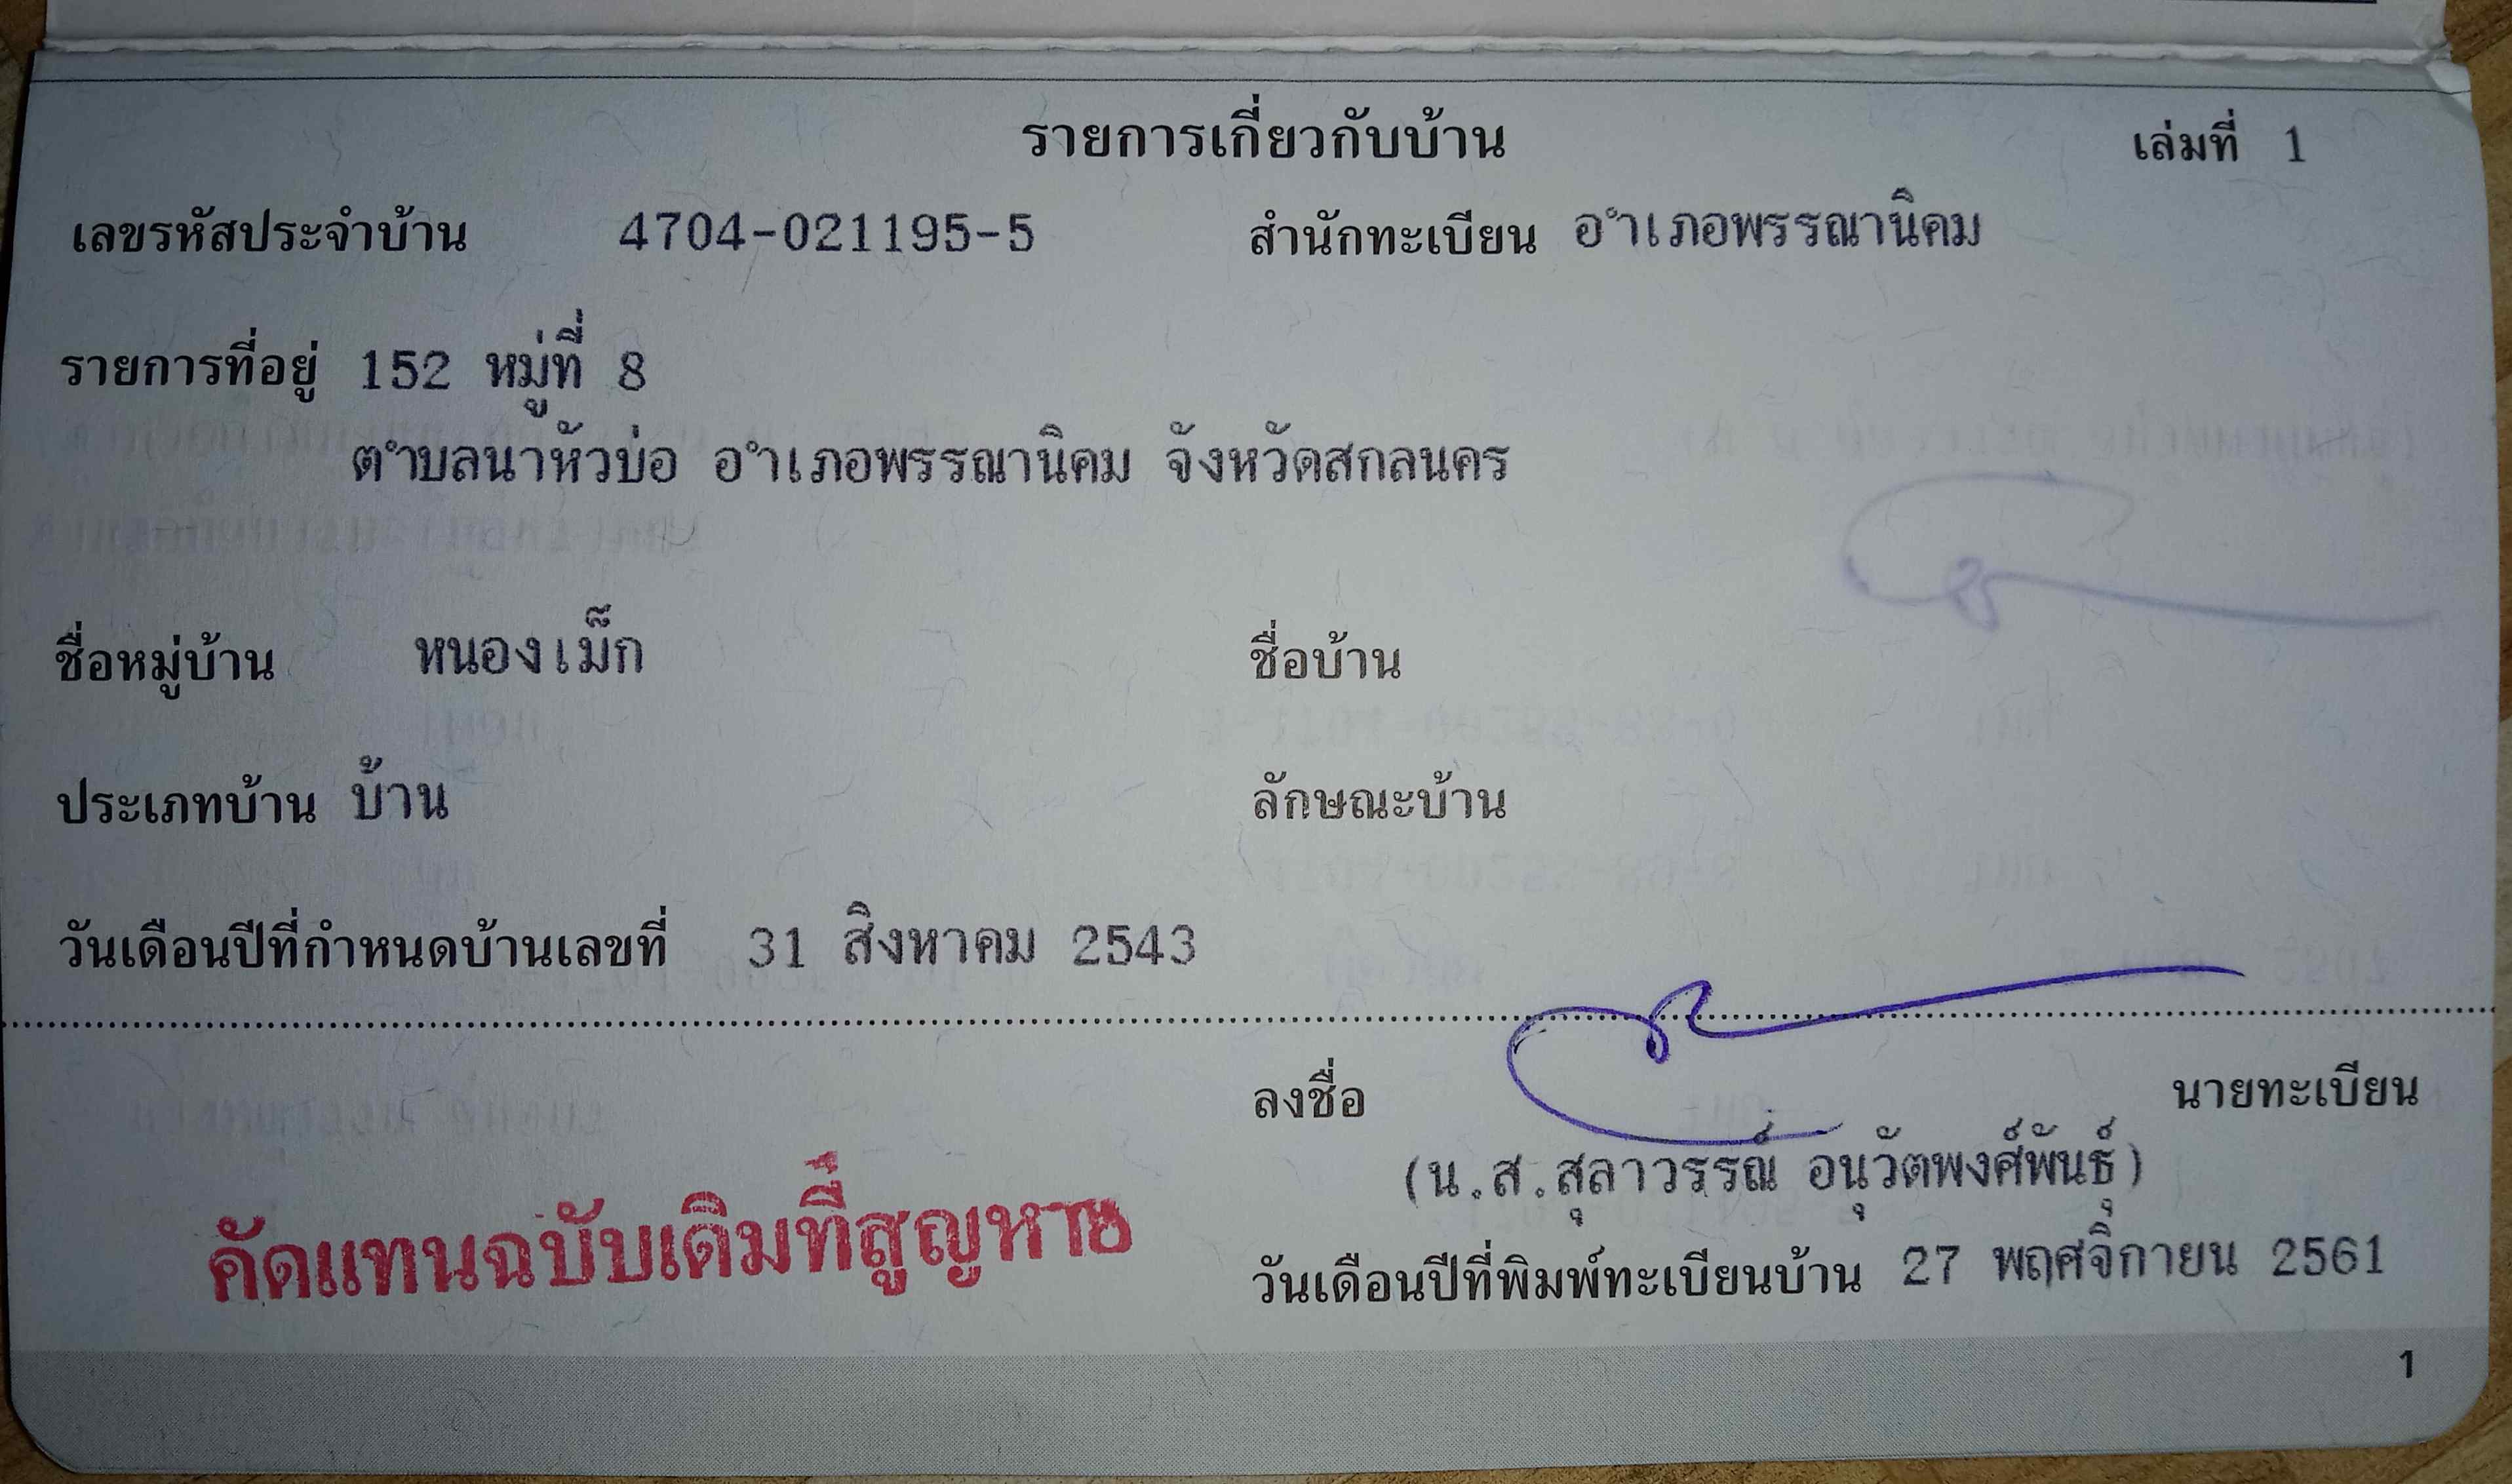 รายการเกี่ยวกับบ้าน เล่มที่ 1
เลขรหัสประจำบ้าน 4704-021195-5 สำนักทะเบียน อำเภอพรรณานิคม
รายการที่อยู่ 152 หมู่ที่ 8
ตำบลนาหัวบ่อ อำเภอพรรณานิคม จังหวัดสกลนคร
ชื่อหมู่บ้าน หนองเม็ก ชื่อบ้าน
ประเภทบ้าน บ้าน ลักษณะบ้าน
วันเดือนปีที่กำหนดบ้านเลขที่ 31 สิงหาคม 2543
ลงชื่อ นายทะเบียน
(น.ส.สุลาวรรณ์ อนุวัตพงศ์พันธุ์)
คัดแทนฉบับเดิมที่สูญหาย
วันเดือนปีที่พิมพ์ทะเบียนบ้าน 27 พฤศจิกายน 2561
1